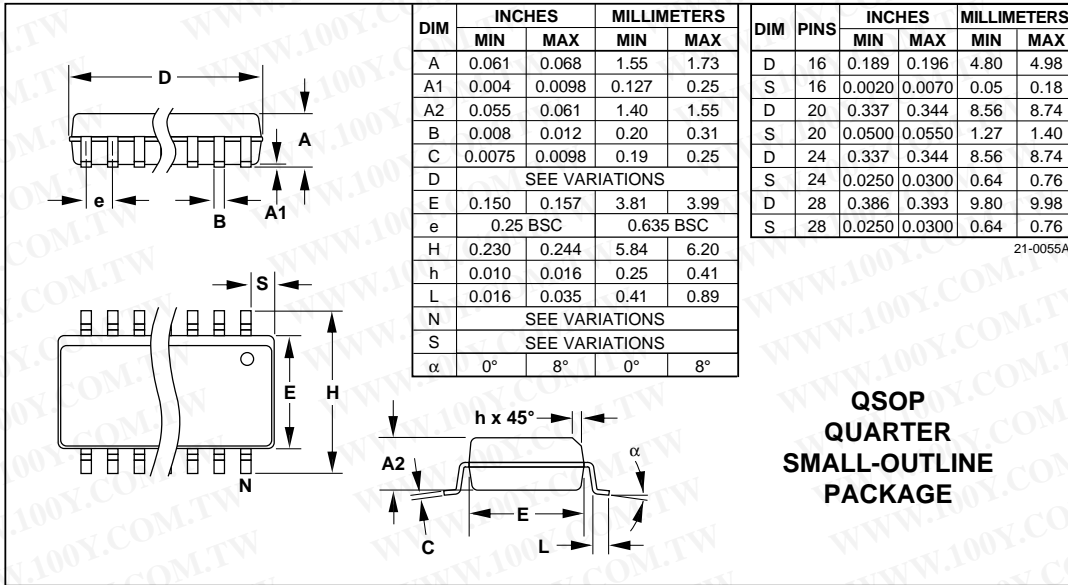 DIM INCHES MILLIMETERS
MIN MAX MIN MAX
A 0.061 0.068 1.55 1.73
A1 0.004 0.0098 0.127 0.25
A2 0.055 0.061 1.40 1.55
B 0.008 0.012 0.20 0.31
C 0.0075 0.0098 0.19 0.25
D SEE VARIATIONS
E 0.150 0.157 3.81 3.99
e 0.25 BSC 0.635 BSC
H 0.230 0.244 5.84 6.20
h 0.010 0.016 0.25 0.41
L 0.016 0.035 0.41 0.89
N SEE VARIATIONS
S SEE VARIATIONS
α 0° 8° 0° 8°
DIM PINS INCHES MILLIMETERS
MIN MAX MIN MAX
D 16 0.189 0.196 4.80 4.98
S 16 0.0020 0.0070 0.05 0.18
D 20 0.337 0.344 8.56 8.74
S 20 0.0500 0.0550 1.27 1.40
D 24 0.337 0.344 8.56 8.74
S 24 0.0250 0.0300 0.64 0.76
D 28 0.386 0.393 9.80 9.98
S 28 0.0250 0.0300 0.64 0.76
21-0055A
D
A
e
B
A1
S
E
H
N
h x 45°
A2
α
E
C
L
QSOP
QUARTER
SMALL-OUTLINE
PACKAGE
WWW.100Y.COM.TW